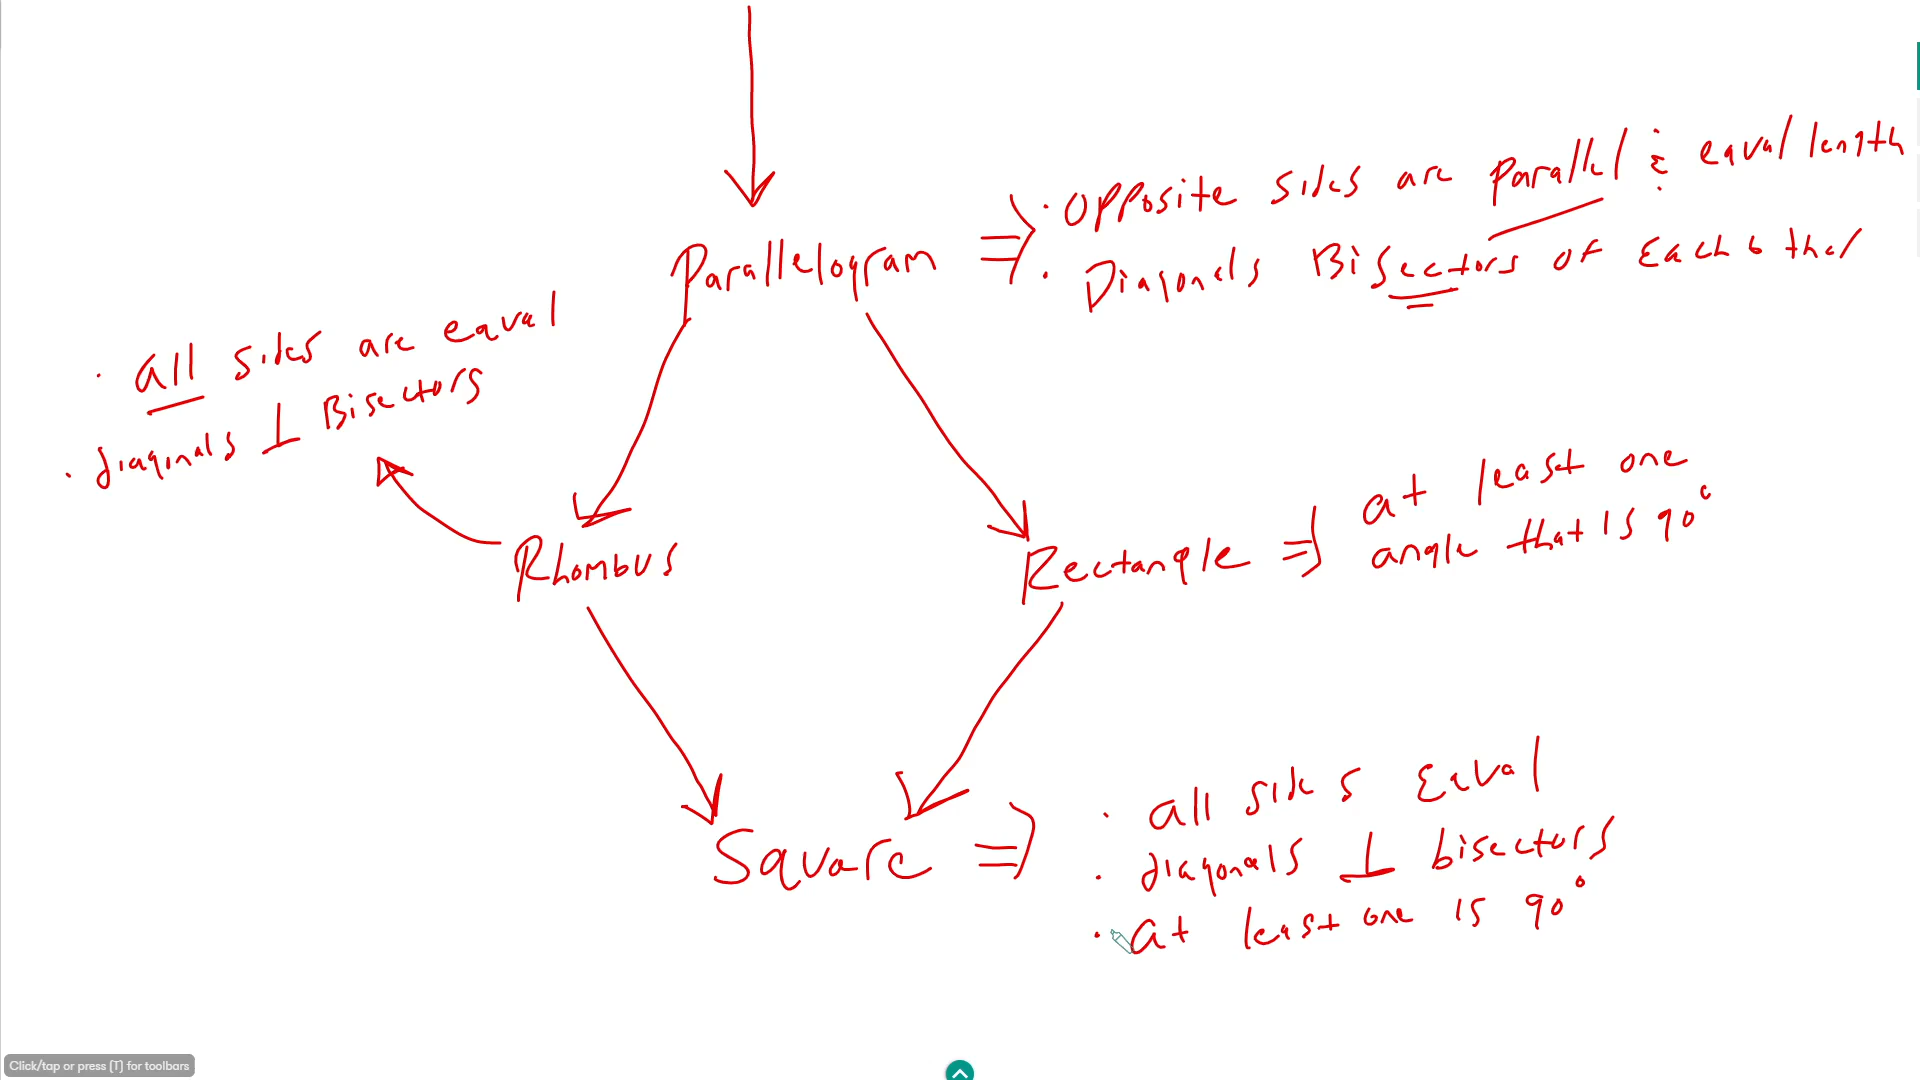 • Opposite sides are parallel & equal length
Parallelogram ⇒
• Diagonals Bisectors of Each other
• all sides are equal
• diagonals ⊥ Bisectors
Rhombus
Rectangle ⇒
at least one
angle that is 90°
Square ⇒
• all sides Equal
• diagonals ⊥ bisectors
• at least one is 90°
Click/tap or press (T) for toolbars